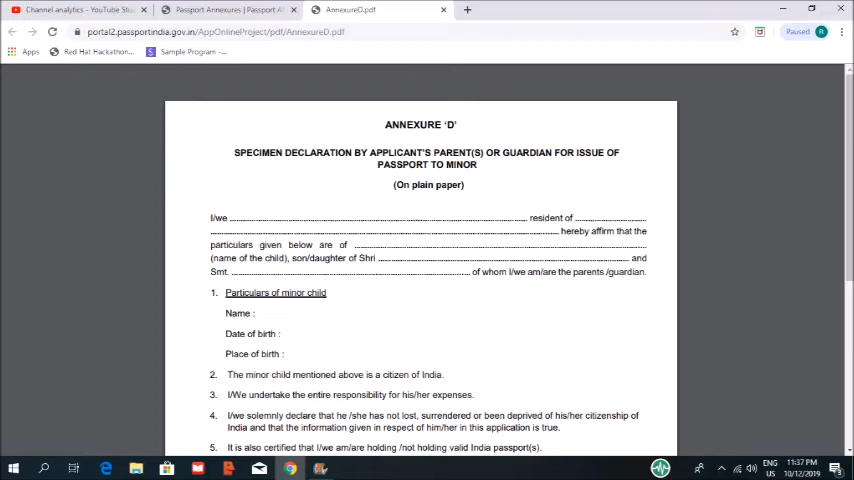 Channel analytics - YouTube Stu
Passport Annexures | Passport A
AnnexureD.pdf
portal2.passportindia.gov.in/AppOnlineProject/pdf/AnnexureD.pdf
Paused
R
Apps
Red Hat Hackathon...
S
Sample Program -...
ANNEXURE ‘D’
SPECIMEN DECLARATION BY APPLICANT'S PARENT(S) OR GUARDIAN FOR ISSUE OF
PASSPORT TO MINOR
(On plain paper)
I/we ........................ resident of ........................
........................ hereby affirm that the
particulars given below are of ........................
(name of the child), son/daughter of Shri ........................ and
Smt. ........................ of whom I/we am/are the parents /guardian.
1. Particulars of minor child
Name :
Date of birth :
Place of birth :
2. The minor child mentioned above is a citizen of India.
3. I/We undertake the entire responsibility for his/her expenses.
4. I/we solemnly declare that he /she has not lost, surrendered or been deprived of his/her citizenship of
India and that the information given in respect of him/her in this application is true.
5. It is also certified that I/we am/are holding /not holding valid India passport(s).
ENG
US
11:37 PM
10/12/2019
3